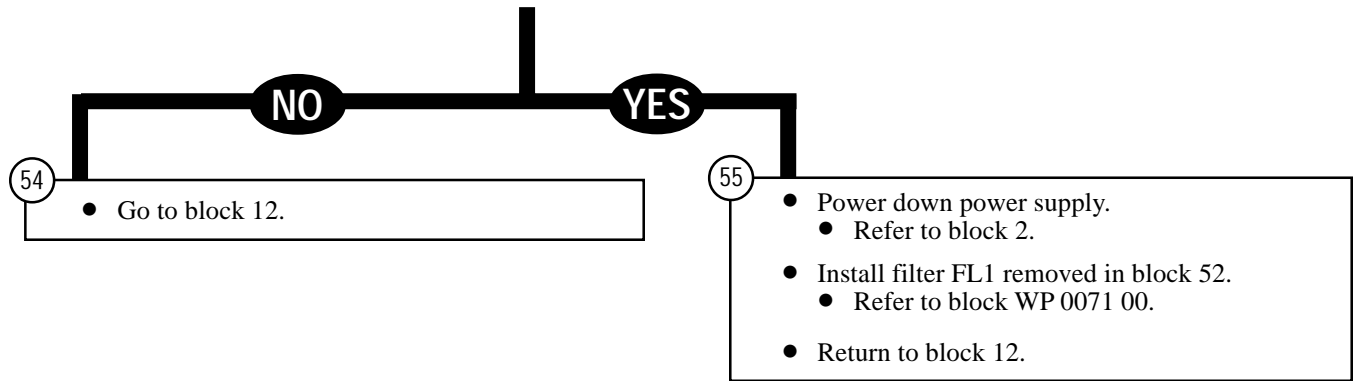 NO
YES
54
• Go to block 12.
55
• Power down power supply.
• Refer to block 2.
• Install filter FL1 removed in block 52.
• Refer to block WP 0071 00.
• Return to block 12.